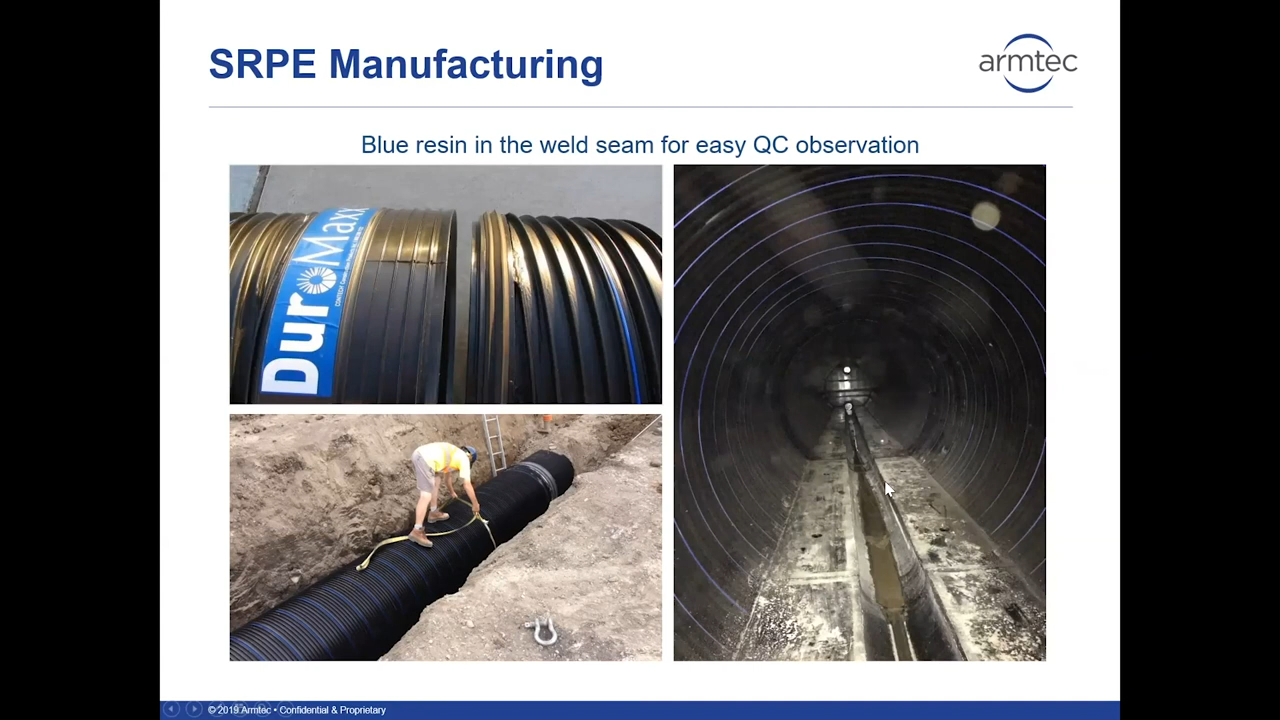 SRPE Manufacturing
armtec
Blue resin in the weld seam for easy QC observation
DuroMaxx
© 2019 Armtec • Confidential & Proprietary